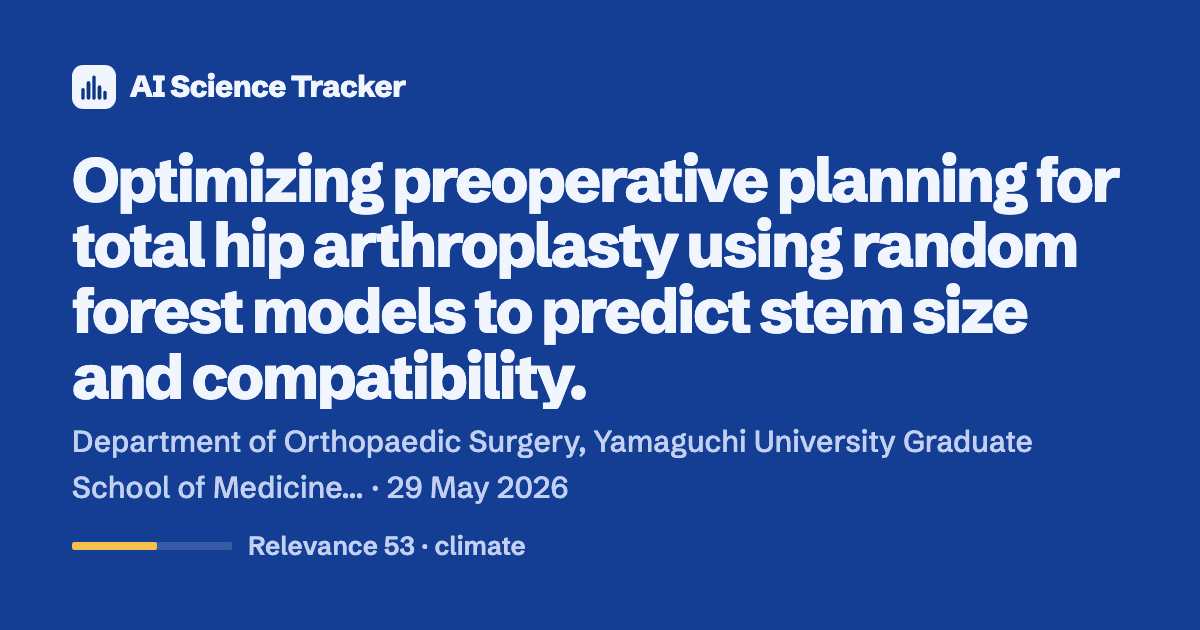 AI Science Tracker
Optimizing preoperative planning for
total hip arthroplasty using random
forest models to predict stem size
and compatibility.
Department of Orthopaedic Surgery, Yamaguchi University Graduate
School of Medicine... · 29 May 2026
Relevance 53 · climate